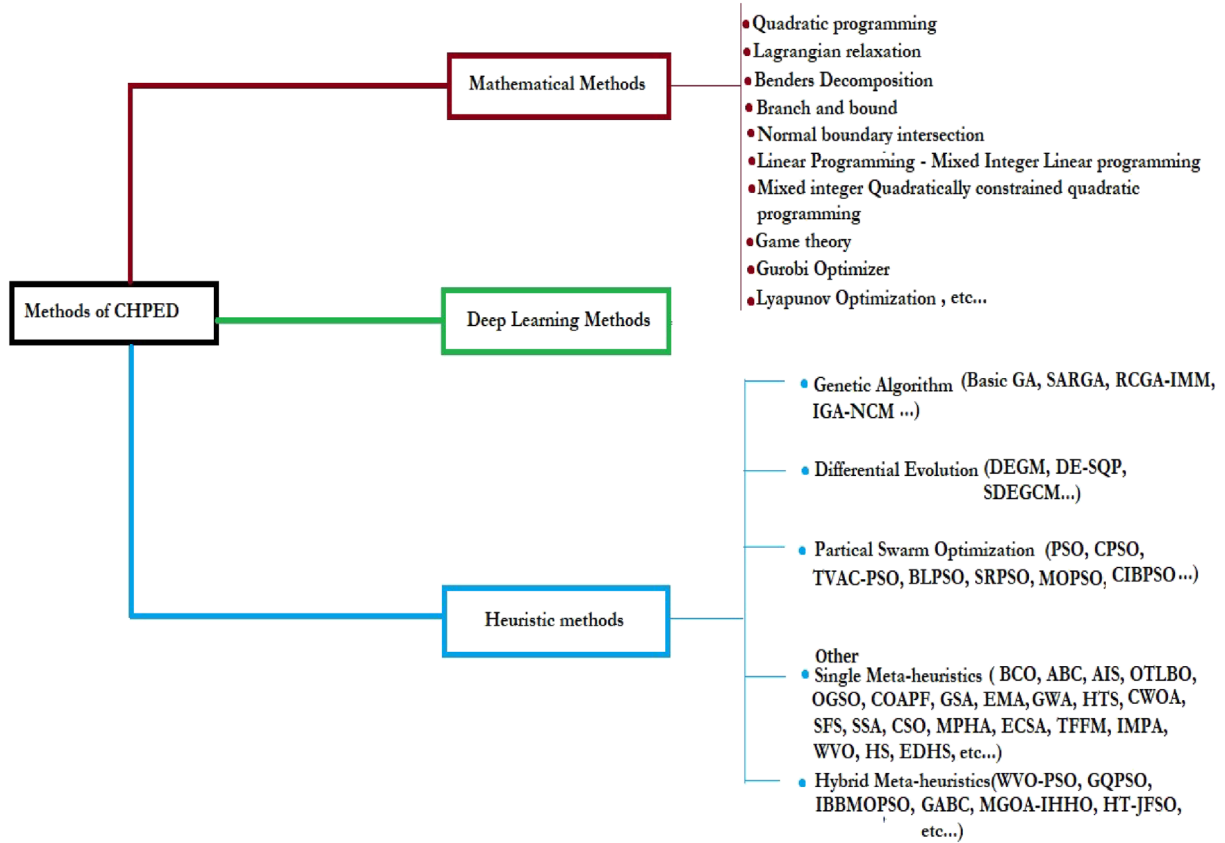 Quadratic programming
Lagrangian relaxation
Mathematical Methods
Benders Decomposition
Branch and bound
Normal boundary intersection
Linear Programming - Mixed Integer Linear programming
Mixed integer Quadratically constrained quadratic
programming
Game theory
Gurobi Optimizer
Lyapunov Optimization , etc...
Methods of CHPED
Deep Learning Methods
Heuristic methods
Genetic Algorithm (Basic GA, SARGA, RCGA-IMM,
IGA-NCM ...)
Differential Evolution (DEGM, DE-SQP,
SDEGCM...)
Partical Swarm Optimization (PSO, CPSO,
TVAC-PSO, BLPSO, SRPSO, MOPSO, CIBPSO ...)
Other
Single Meta-heuristics ( BCO, ABC, AIS, OTLBO,
OGSO, COAPF, GSA, EMA, GWA, HTS, CWOA,
SFS, SSA, CSO, MPHA, ECSA, TFFM, IMPA,
WVO, HS, EDHS, etc...)
Hybrid Meta-heuristics(WVO-PSO, GQPSO,
IBBMOPSO, GABC, MGOA-IHHO, HT-JFSO,
etc...)